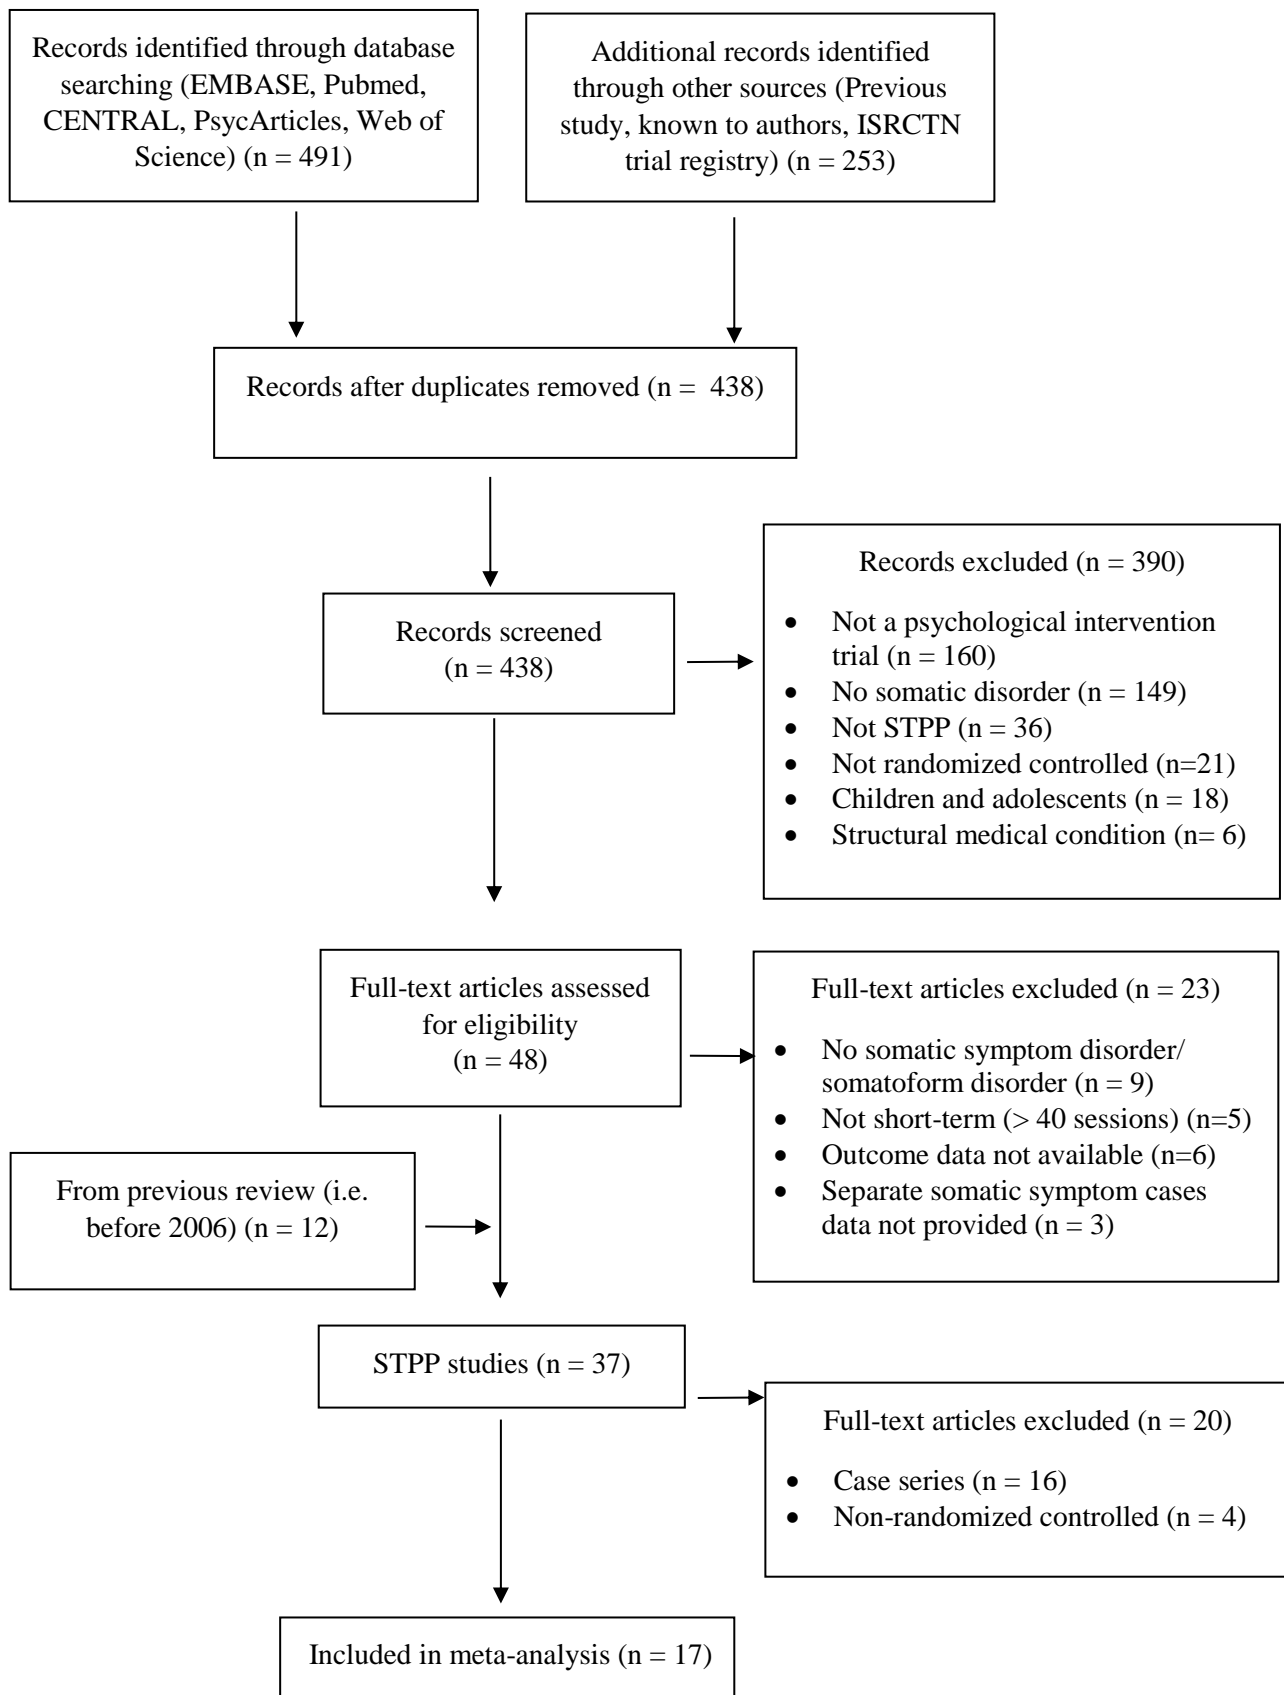 Records identified through database
searching (EMBASE, Pubmed,
CENTRAL, PsycArticles, Web of
Science) (n = 491)
Additional records identified
through other sources (Previous
study, known to authors, ISRCTN
trial registry) (n = 253)
Records after duplicates removed (n =  438)
Records screened
(n = 438)
Records excluded (n = 390)
• Not a psychological intervention
trial (n = 160)
• No somatic disorder (n = 149)
• Not STPP (n = 36)
• Not randomized controlled (n=21)
• Children and adolescents (n = 18)
• Structural medical condition (n= 6)
Full-text articles assessed
for eligibility
(n = 48)
Full-text articles excluded (n = 23)
• No somatic symptom disorder/
somatoform disorder (n = 9)
• Not short-term (> 40 sessions) (n=5)
• Outcome data not available (n=6)
• Separate somatic symptom cases
data not provided (n = 3)
From previous review (i.e.
before 2006) (n = 12)
STPP studies (n = 37)
Full-text articles excluded (n = 20)
• Case series (n = 16)
• Non-randomized controlled (n = 4)
Included in meta-analysis (n = 17)